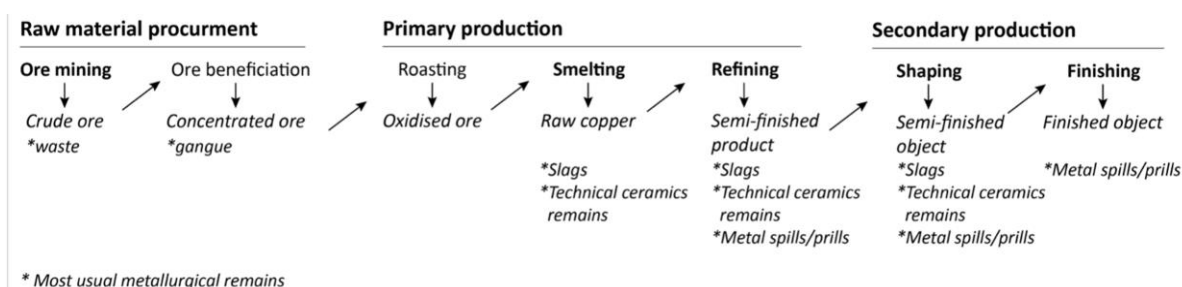 Raw material procurment
Primary production
Secondary production
Ore mining
Ore beneficiation
Roasting
Smelting
Refining
Shaping
Finishing
Crude ore
*waste
Concentrated ore
*gangue
Oxidised ore
Raw copper
*Slags
*Technical ceramics
remains
Semi-finished
product
*Slags
*Technical ceramics
remains
*Metal spills/prills
Semi-finished
object
*Slags
*Technical ceramics
remains
*Metal spills/prills
Finished object
*Metal spills/prills
* Most usual metallurgical remains